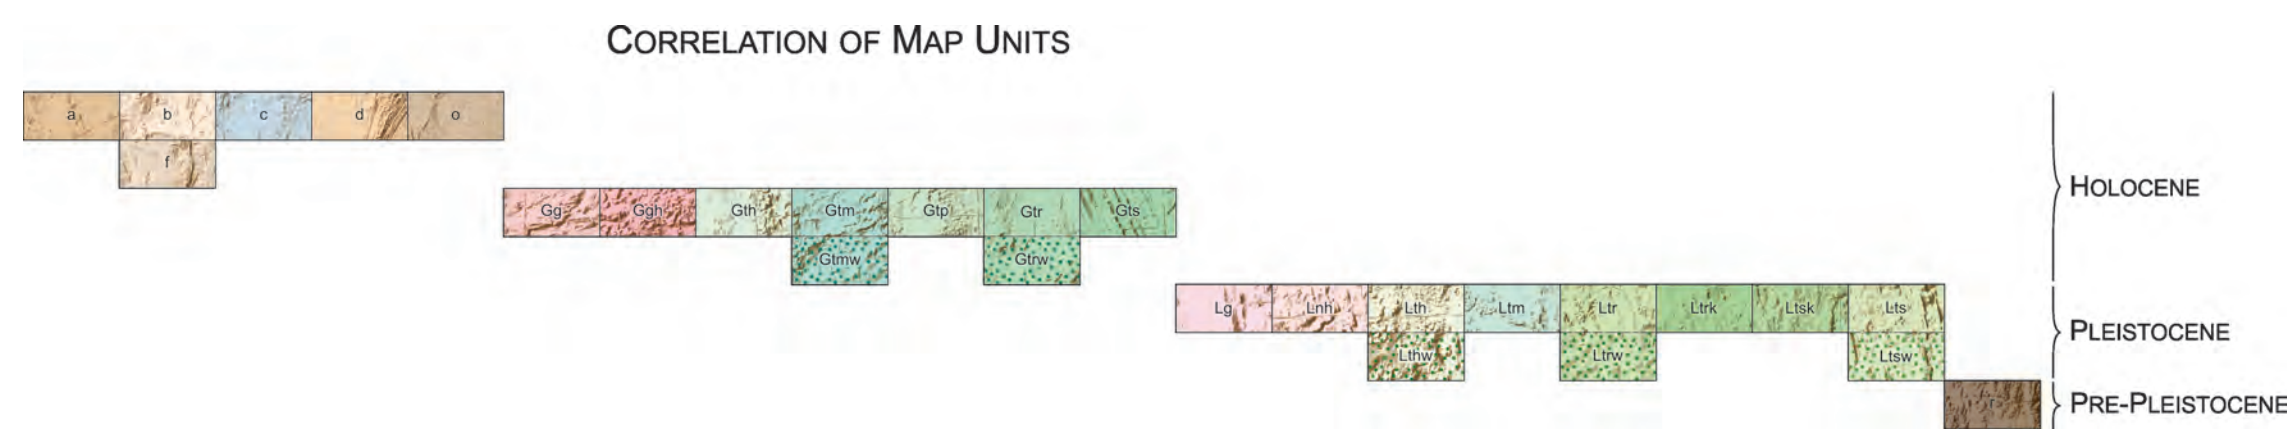 CORRELATION OF MAP UNITS
a b c d o
f
HOLOCENE
Gg Ggh Gth Gtm Gtp Gtr Gts
Gtmw Gtrw
Lg Lnh Lth Ltm Ltr Ltrk Ltsk Lts
PLEISTOCENE
Lthw Ltrw Ltsw
r PRE-PLEISTOCENE